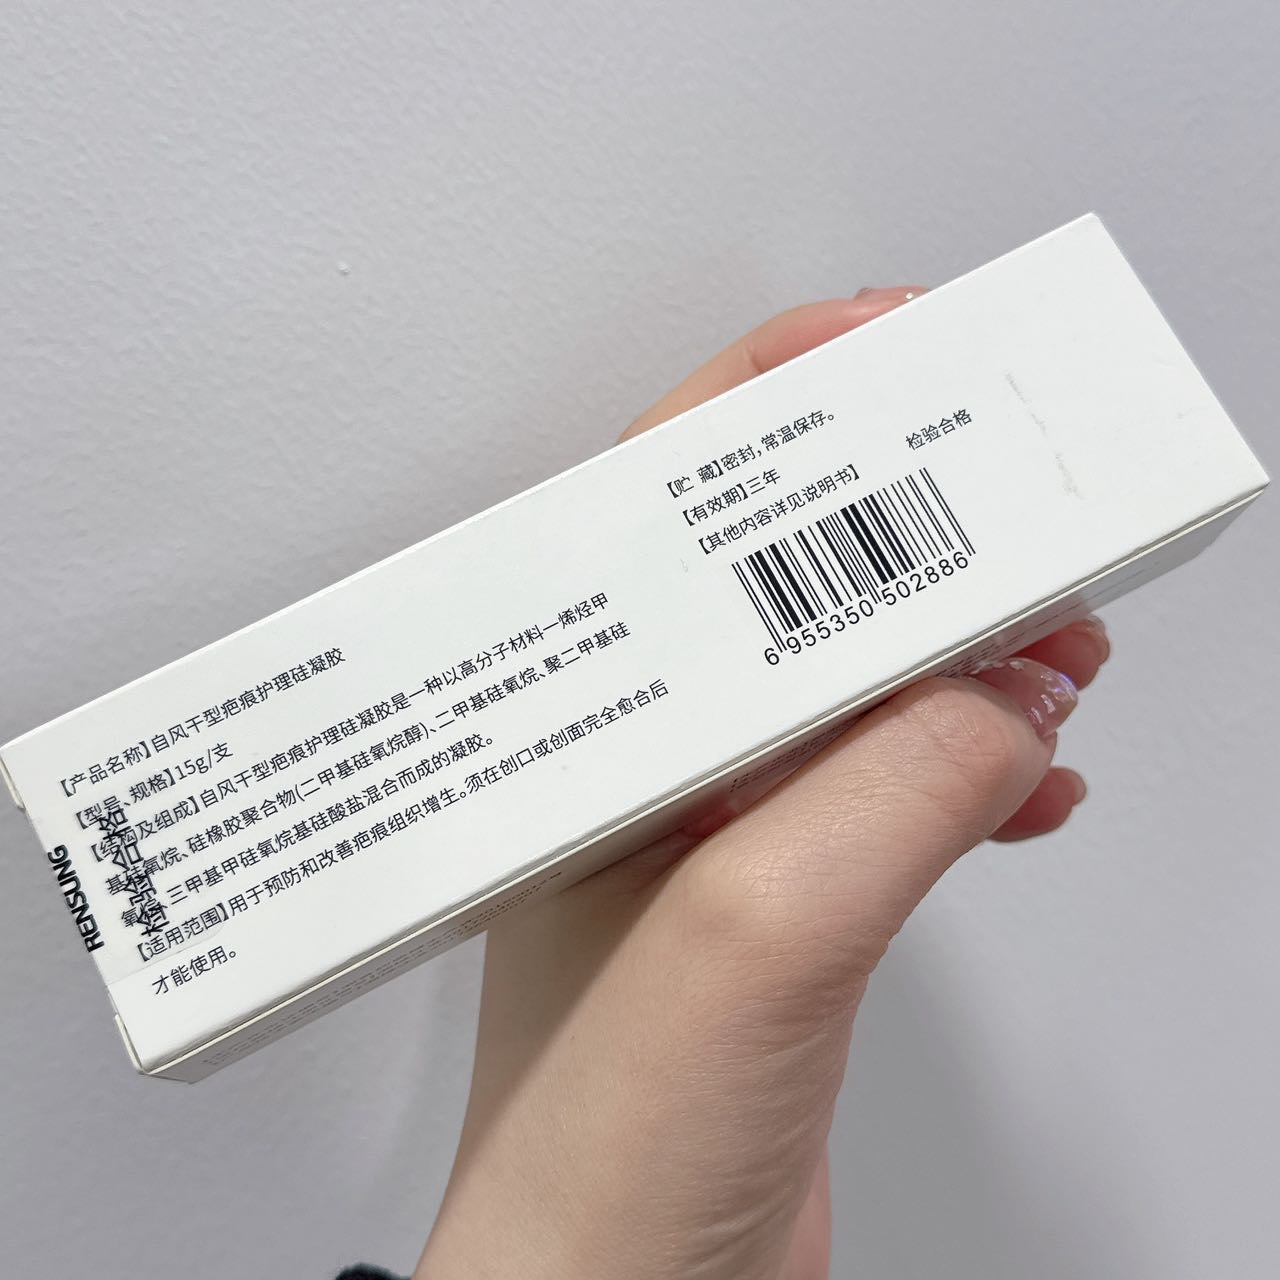 【产品名称】自风干型疤痕护理硅凝胶
【型号、规格】15g/支
【结构及组成】自风干型疤痕护理硅凝胶是一种以高分子材料—烯烃甲
基硅氧烷、硅橡胶聚合物(二甲基硅氧烷醇)、二甲基硅氧烷、聚二甲基硅
氧烷、三甲基甲硅氧烷基硅酸盐混合而成的凝胶。
【适用范围】用于预防和改善疤痕组织增生。须在创口或创面完全愈合后
才能使用。
RENSUNG
检验合格
【贮 藏】密封，常温保存。
【有效期】三年
【其他内容详见说明书】
检验合格
6 955350 502886